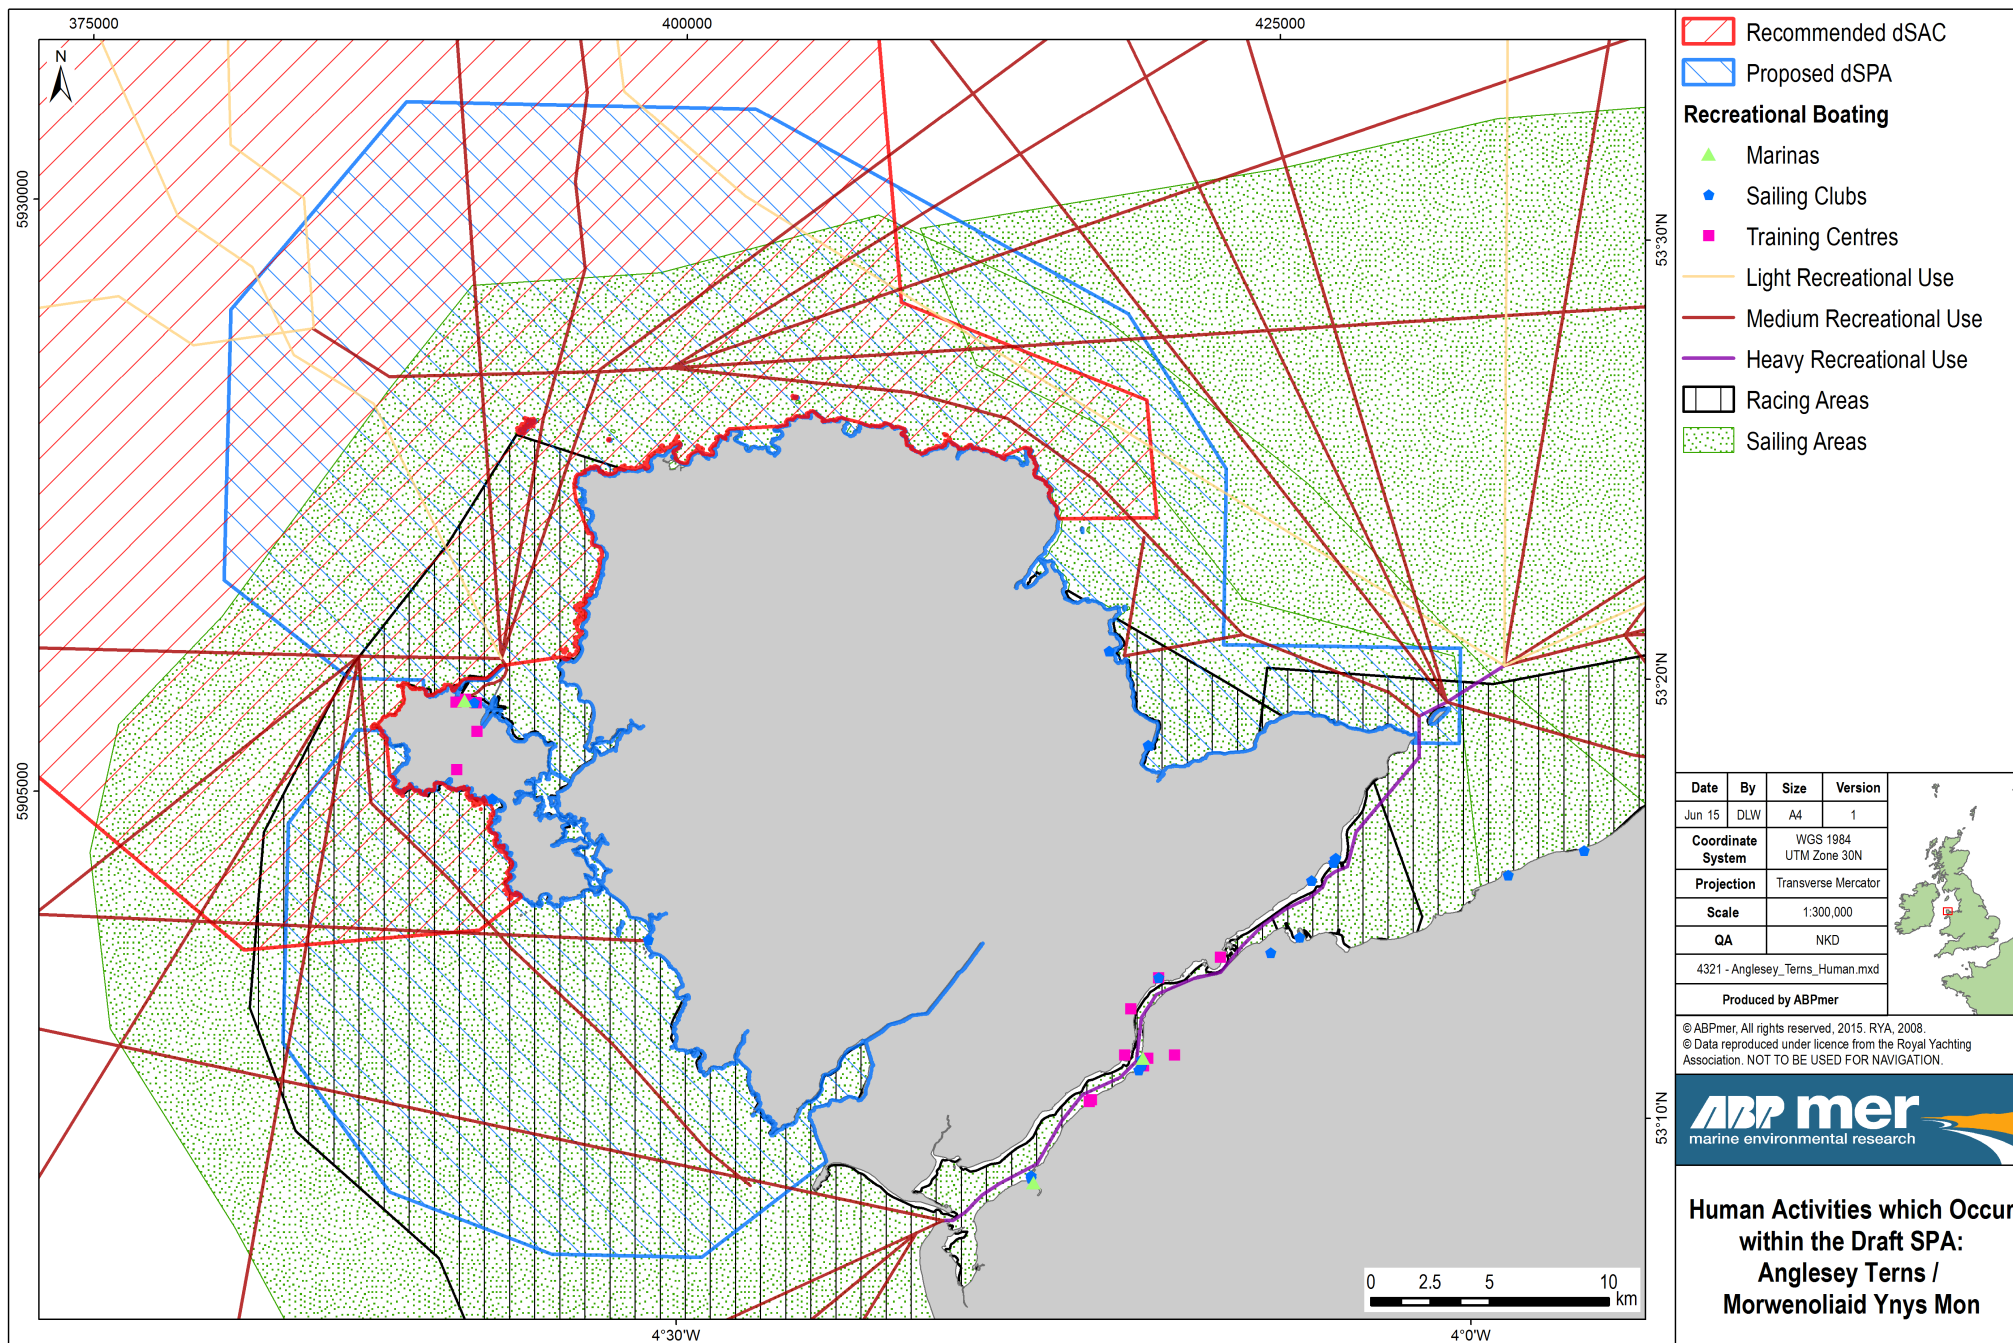 375000
400000
425000
N
5930000
5905000
53°30'N
53°20'N
53°10'N
4°30'W
4°0'W
0 2.5 5 10
km
Recommended dSAC
Proposed dSPA
Recreational Boating
Marinas
Sailing Clubs
Training Centres
Light Recreational Use
Medium Recreational Use
Heavy Recreational Use
Racing Areas
Sailing Areas
Date By Size Version
Jun 15 DLW A4 1
Coordinate System WGS 1984 UTM Zone 30N
Projection Transverse Mercator
Scale 1:300,000
QA NKD
4321 - Anglesey_Terns_Human.mxd
Produced by ABPmer
© ABPmer, All rights reserved, 2015. RYA, 2008.
© Data reproduced under licence from the Royal Yachting
Association. NOT TO BE USED FOR NAVIGATION.
ABP mer
marine environmental research
Human Activities which Occur
within the Draft SPA:
Anglesey Terns /
Morwenoliaid Ynys Mon